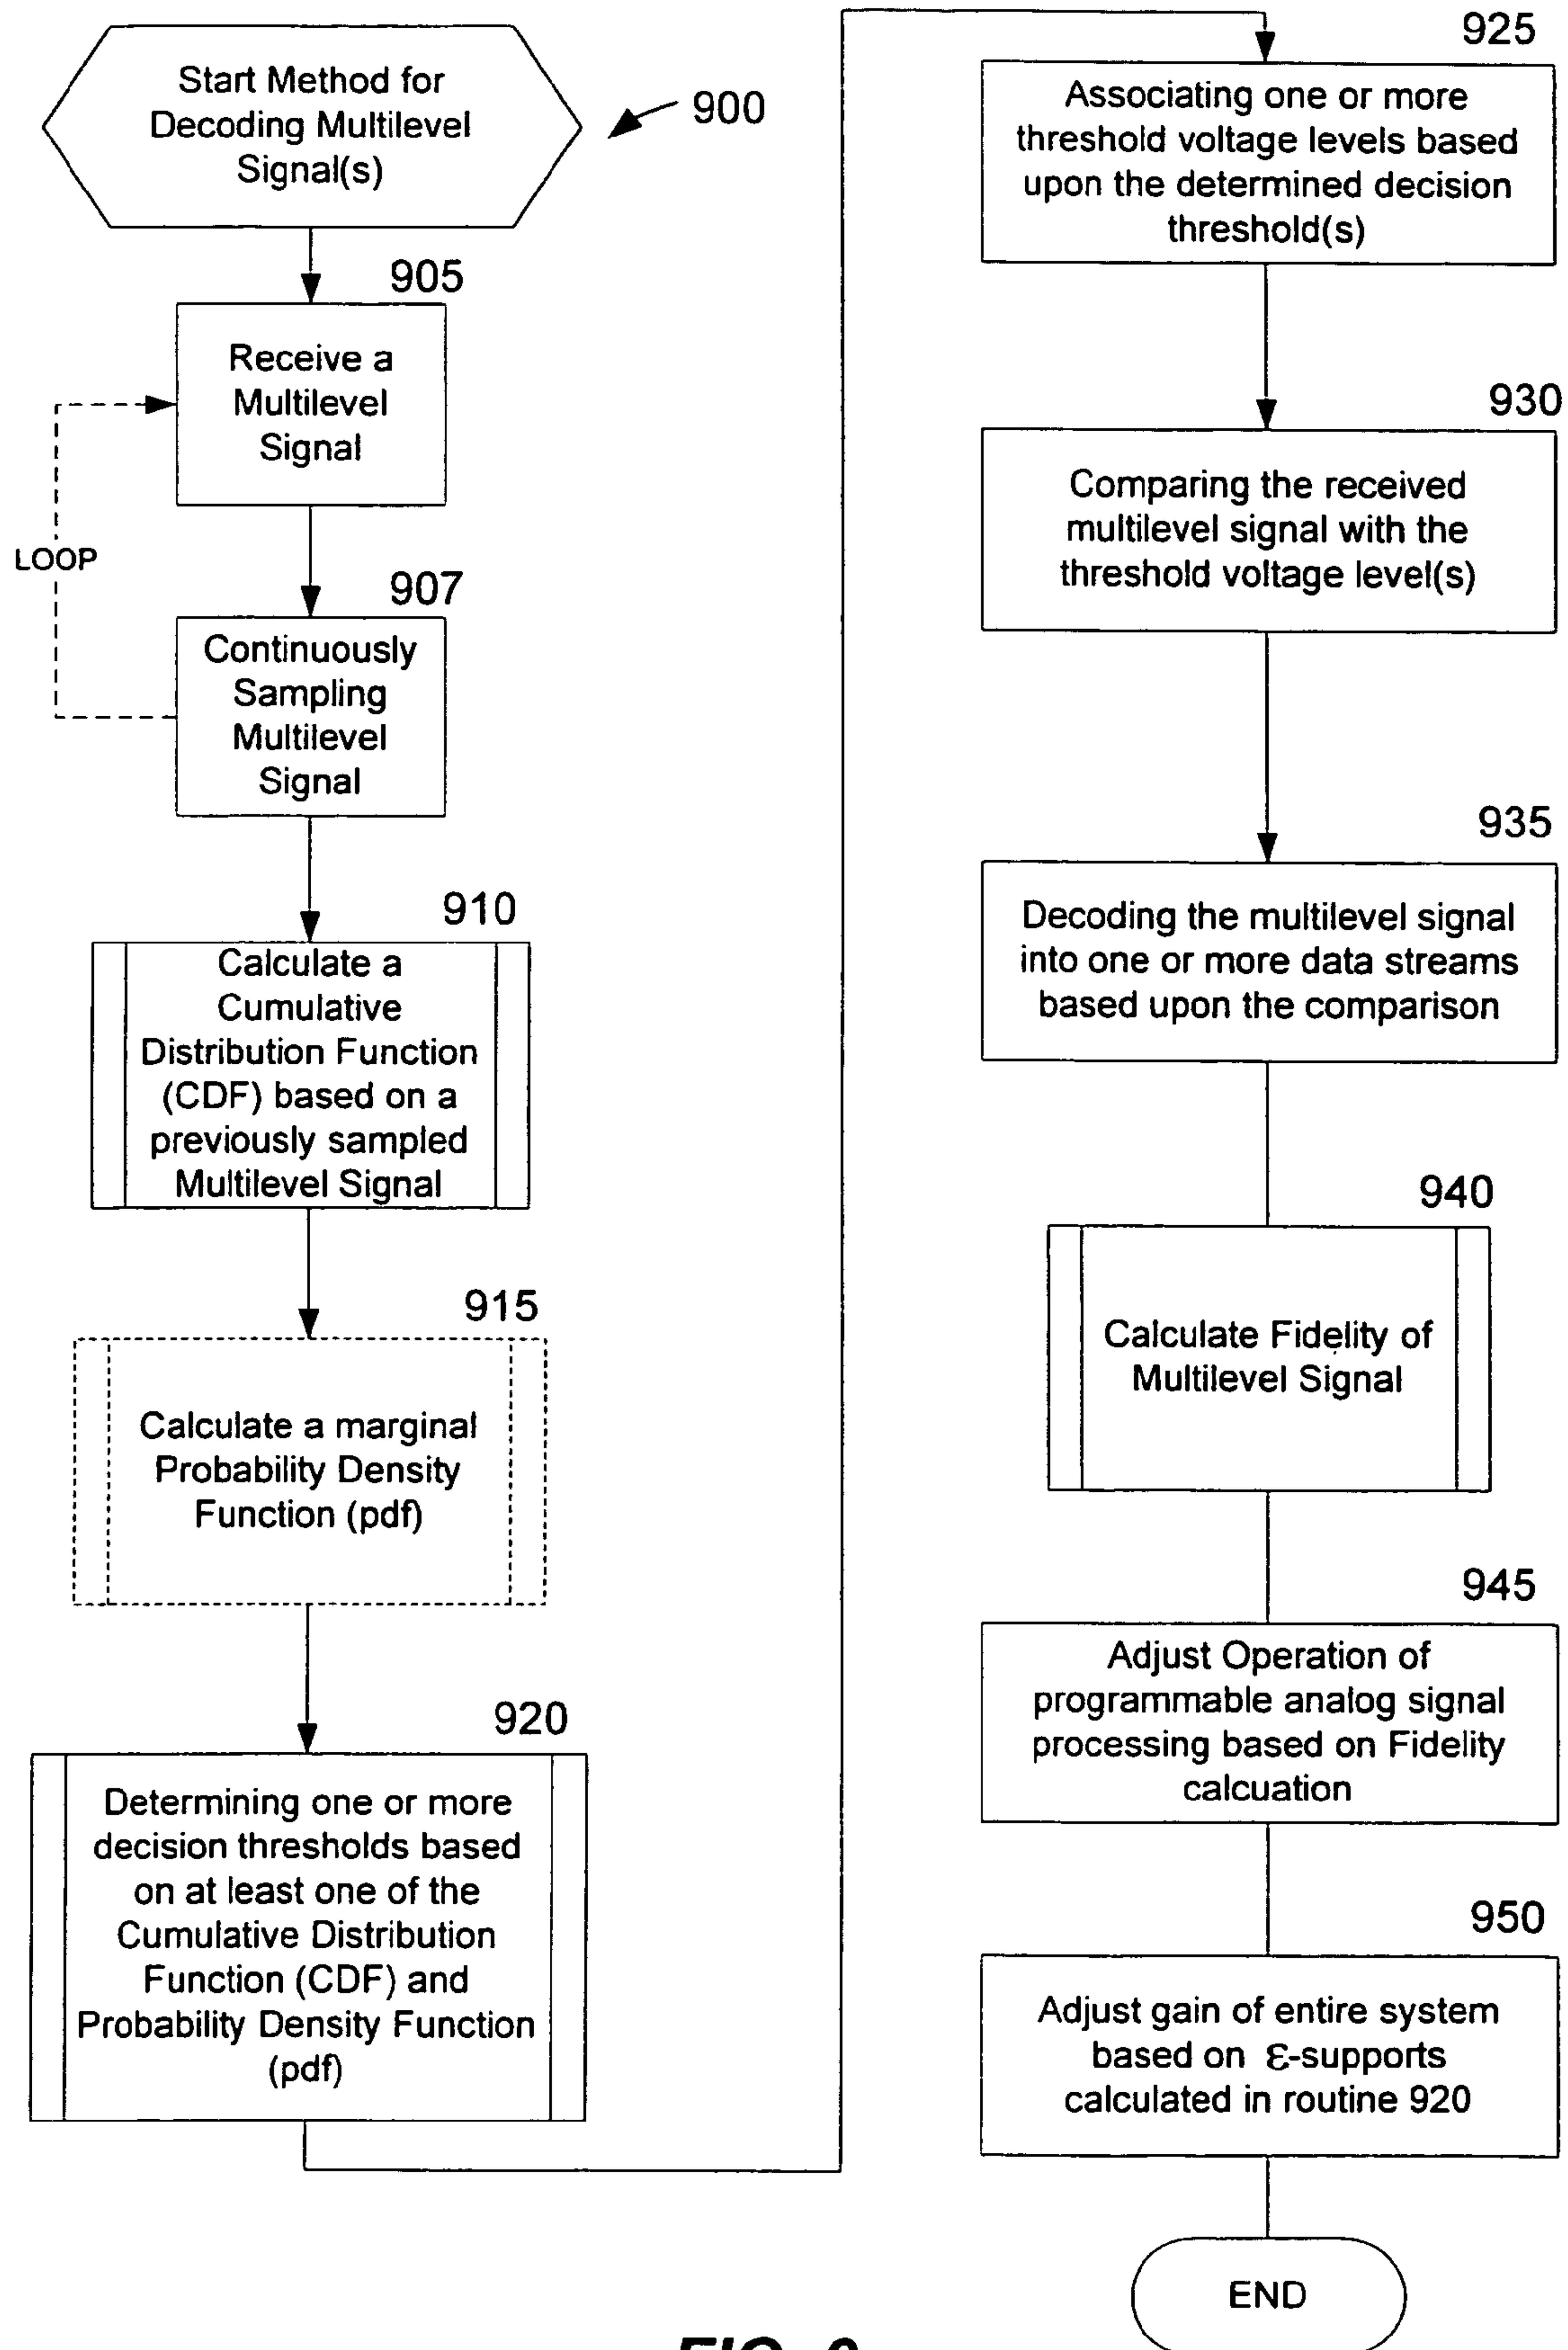 Start Method for
Decoding Multilevel
Signal(s)
900
905
Receive a
Multilevel
Signal
LOOP
907
Continuously
Sampling
Multilevel
Signal
910
Calculate a
Cumulative
Distribution Function
(CDF) based on a
previously sampled
Multilevel Signal
915
Calculate a marginal
Probability Density
Function (pdf)
920
Determining one or more
decision thresholds based
on at least one of the
Cumulative Distribution
Function (CDF) and
Probability Density Function
(pdf)
925
Associating one or more
threshold voltage levels based
upon the determined decision
threshold(s)
930
Comparing the received
multilevel signal with the
threshold voltage level(s)
935
Decoding the multilevel signal
into one or more data streams
based upon the comparison
940
Calculate Fidelity of
Multilevel Signal
945
Adjust Operation of
programmable analog signal
processing based on Fidelity
calcuation
950
Adjust gain of entire system
based on ε-supports
calculated in routine 920
END